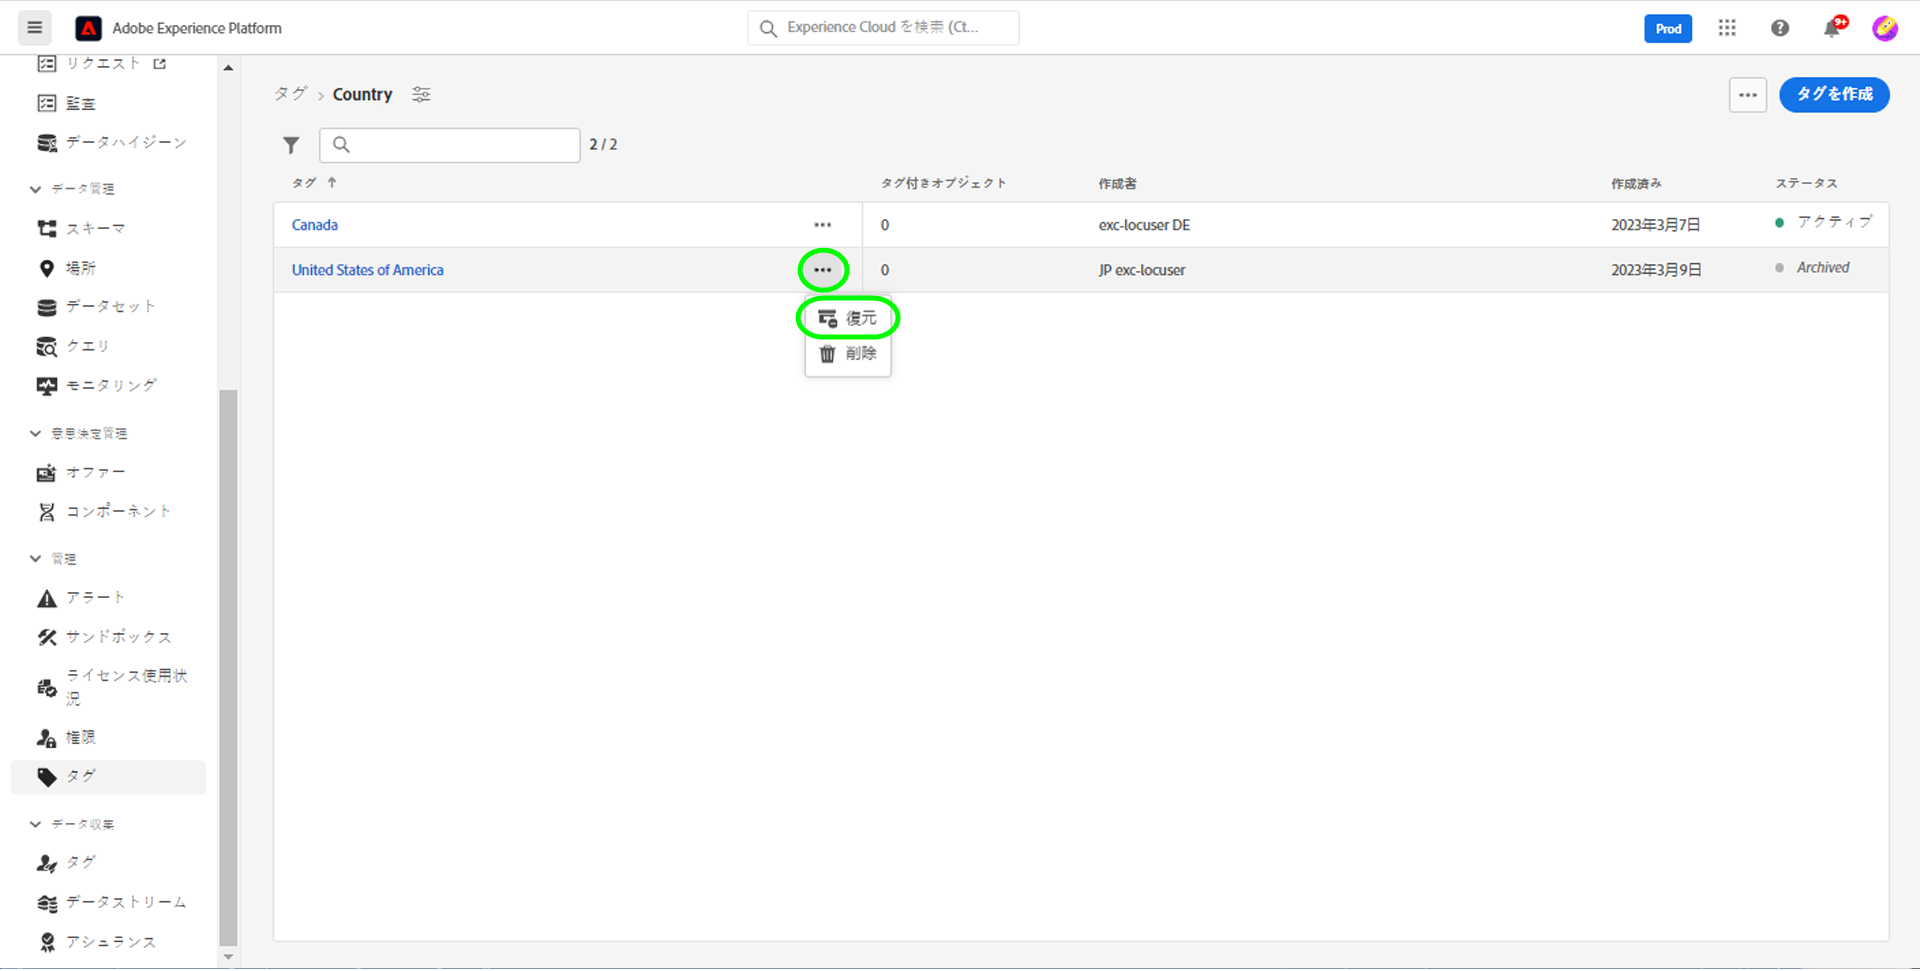 Adobe Experience Platform
Experience Cloud を検索 (Ct...
Prod
9+
リクエスト
監査
データハイジーン
データ管理
スキーマ
場所
データセット
クエリ
モニタリング
意思決定管理
オファー
コンポーネント
管理
アラート
サンドボックス
ライセンス使用状
況
権限
タグ
データ収集
タグ
データストリーム
アシュランス
タグ › Country
タグを作成
2 / 2
タグ ↑ タグ付きオブジェクト 作成者 作成済み ステータス
Canada 0 exc-locuser DE 2023年3月7日 アクティブ
United States of America 0 JP exc-locuser 2023年3月9日 Archived
復元
削除